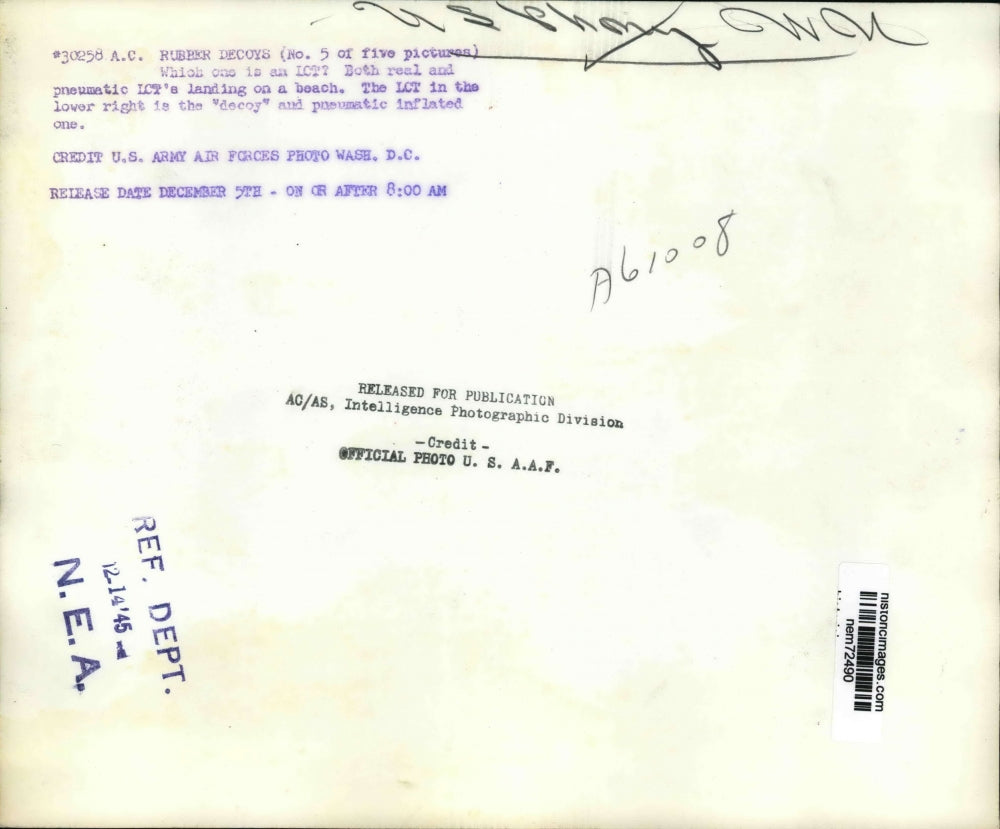 #30258 A.C. RUBBER DECOYS (No. 5 of five pictures)
Which one is an LCT? Both real and
pneumatic LCT's landing on a beach. The LCT in the
lower right is the "decoy" and pneumatic inflated
one.
CREDIT U.S. ARMY AIR FORCES PHOTO WASH. D.C.
RELEASE DATE DECEMBER 5TH - ON OR AFTER 8:00 AM
A61008
RELEASED FOR PUBLICATION
AC/AS, Intelligence Photographic Division
-Credit-
OFFICIAL PHOTO U. S. A.A.F.
REF. DEPT.
12-14'45
N. E. A.
historicimages.com
nem72490